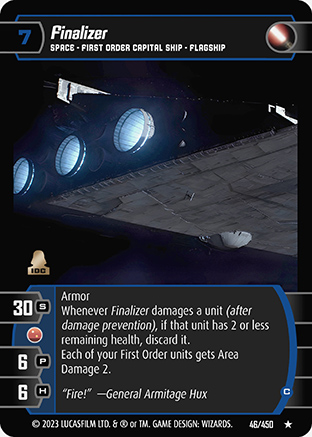 7
Finalizer
SPACE - FIRST ORDER CAPITAL SHIP - FLAGSHIP
IDC
30 S
6 P
6 H
Armor
Whenever Finalizer damages a unit (after
damage prevention), if that unit has 2 or less
remaining health, discard it.
Each of your First Order units gets Area
Damage 2.
“Fire!” —General Armitage Hux
C
© 2023 LUCASFILM LTD. & ® or TM. GAME DESIGN: WIZARDS. 46/450 ★